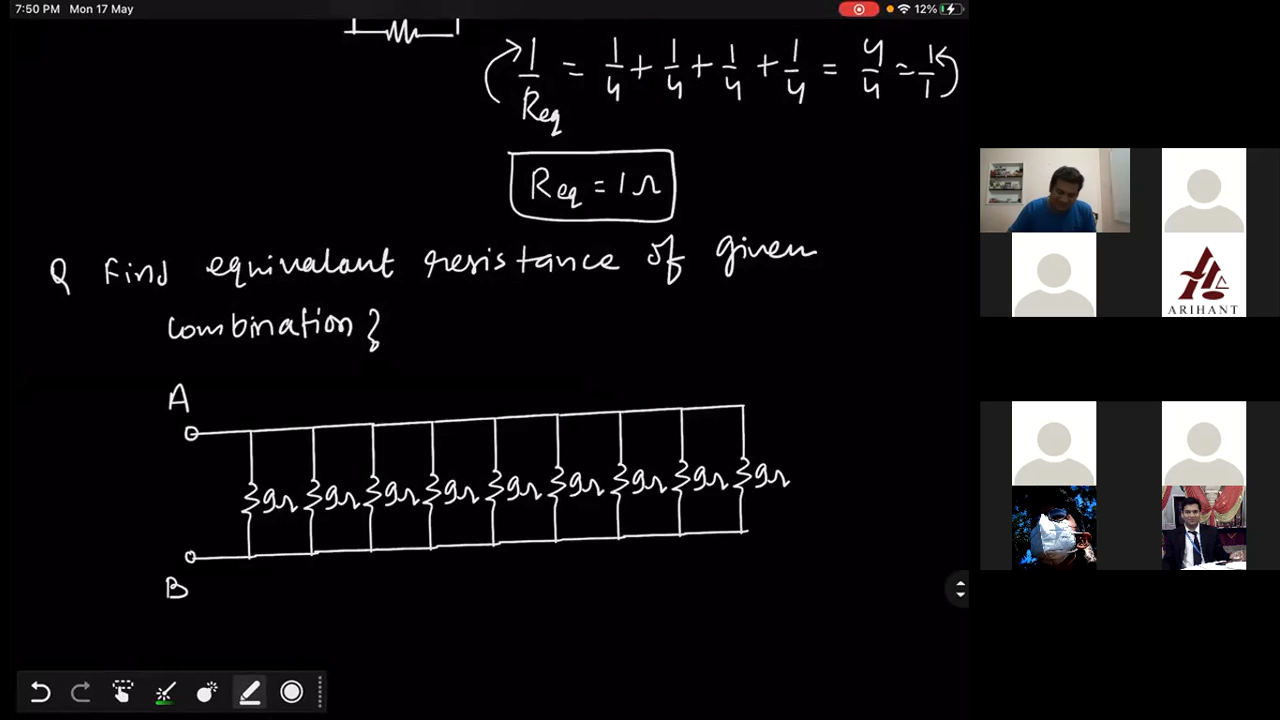 7:50 PM Mon 17 May
12%
1/Req = 1/4 + 1/4 + 1/4 + 1/4 = 4/4 = 1/1
Req = 1Ω
Q Find equivalant resistance of given
combination?
A
9Ω 9Ω 9Ω 9Ω 9Ω 9Ω 9Ω 9Ω 9Ω
B
ARIHANT